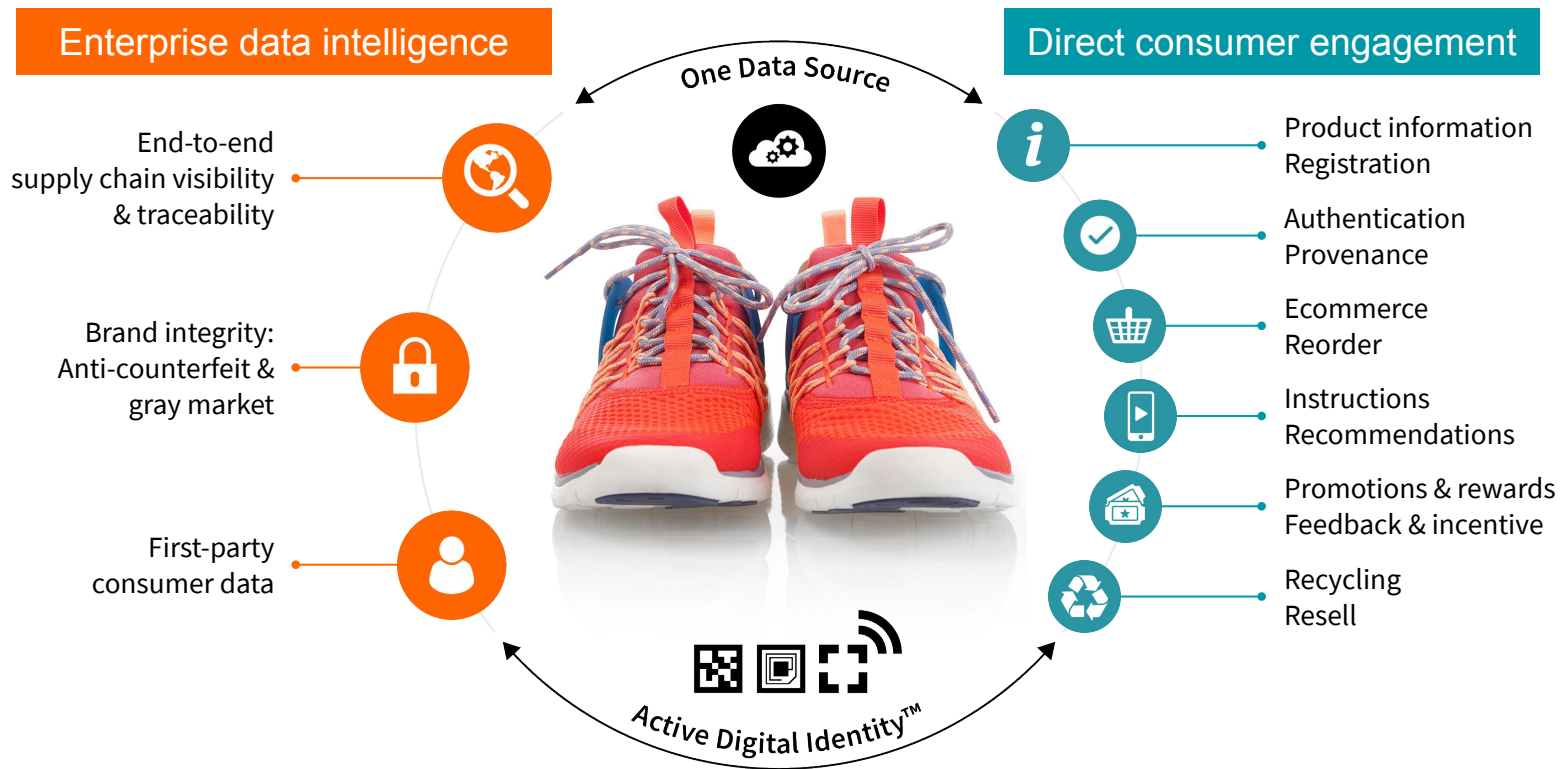 Enterprise data intelligence
End-to-end
supply chain visibility
& traceability
Brand integrity:
Anti-counterfeit &
gray market
First-party
consumer data
One Data Source
Active Digital Identity™
Direct consumer engagement
Product information
Registration
Authentication
Provenance
Ecommerce
Reorder
Instructions
Recommendations
Promotions & rewards
Feedback & incentive
Recycling
Resell